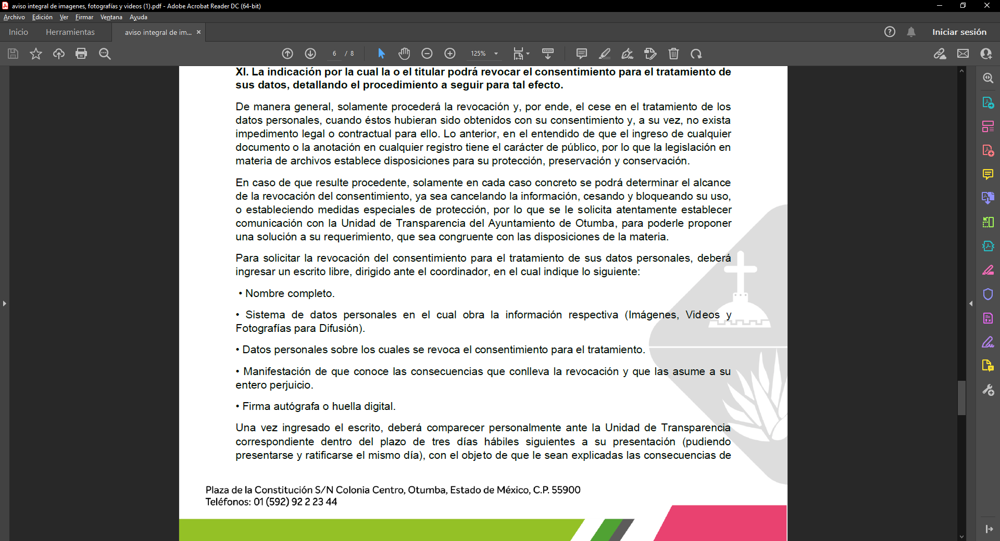 aviso integral de imagenes, fotografías y videos (1).pdf - Adobe Acrobat Reader DC (64-bit)
Archivo Edición Ver Firmar Ventana Ayuda
Inicio Herramientas aviso integral de im... × Iniciar sesión
6 / 8 125%
XI. La indicación por la cual la o el titular podrá revocar el consentimiento para el tratamiento de
sus datos, detallando el procedimiento a seguir para tal efecto.
De manera general, solamente procederá la revocación y, por ende, el cese en el tratamiento de los
datos personales, cuando éstos hubieran sido obtenidos con su consentimiento y, a su vez, no exista
impedimento legal o contractual para ello. Lo anterior, en el entendido de que el ingreso de cualquier
documento o la anotación en cualquier registro tiene el carácter de público, por lo que la legislación en
materia de archivos establece disposiciones para su protección, preservación y conservación.
En caso de que resulte procedente, solamente en cada caso concreto se podrá determinar el alcance
de la revocación del consentimiento, ya sea cancelando la información, cesando y bloqueando su uso,
o estableciendo medidas especiales de protección, por lo que se le solicita atentamente establecer
comunicación con la Unidad de Transparencia del Ayuntamiento de Otumba, para poderle proponer
una solución a su requerimiento, que sea congruente con las disposiciones de la materia.
Para solicitar la revocación del consentimiento para el tratamiento de sus datos personales, deberá
ingresar un escrito libre, dirigido ante el coordinador, en el cual indique lo siguiente:
• Nombre completo.
• Sistema de datos personales en el cual obra la información respectiva (Imágenes, Videos y
Fotografías para Difusión).
• Datos personales sobre los cuales se revoca el consentimiento para el tratamiento.
• Manifestación de que conoce las consecuencias que conlleva la revocación y que las asume a su
entero perjuicio.
• Firma autógrafa o huella digital.
Una vez ingresado el escrito, deberá comparecer personalmente ante la Unidad de Transparencia
correspondiente dentro del plazo de tres días hábiles siguientes a su presentación (pudiendo
presentarse y ratificarse el mismo día), con el objeto de que le sean explicadas las consecuencias de
Plaza de la Constitución S/N Colonia Centro, Otumba, Estado de México, C.P. 55900
Teléfonos: 01 (592) 92 2 23 44